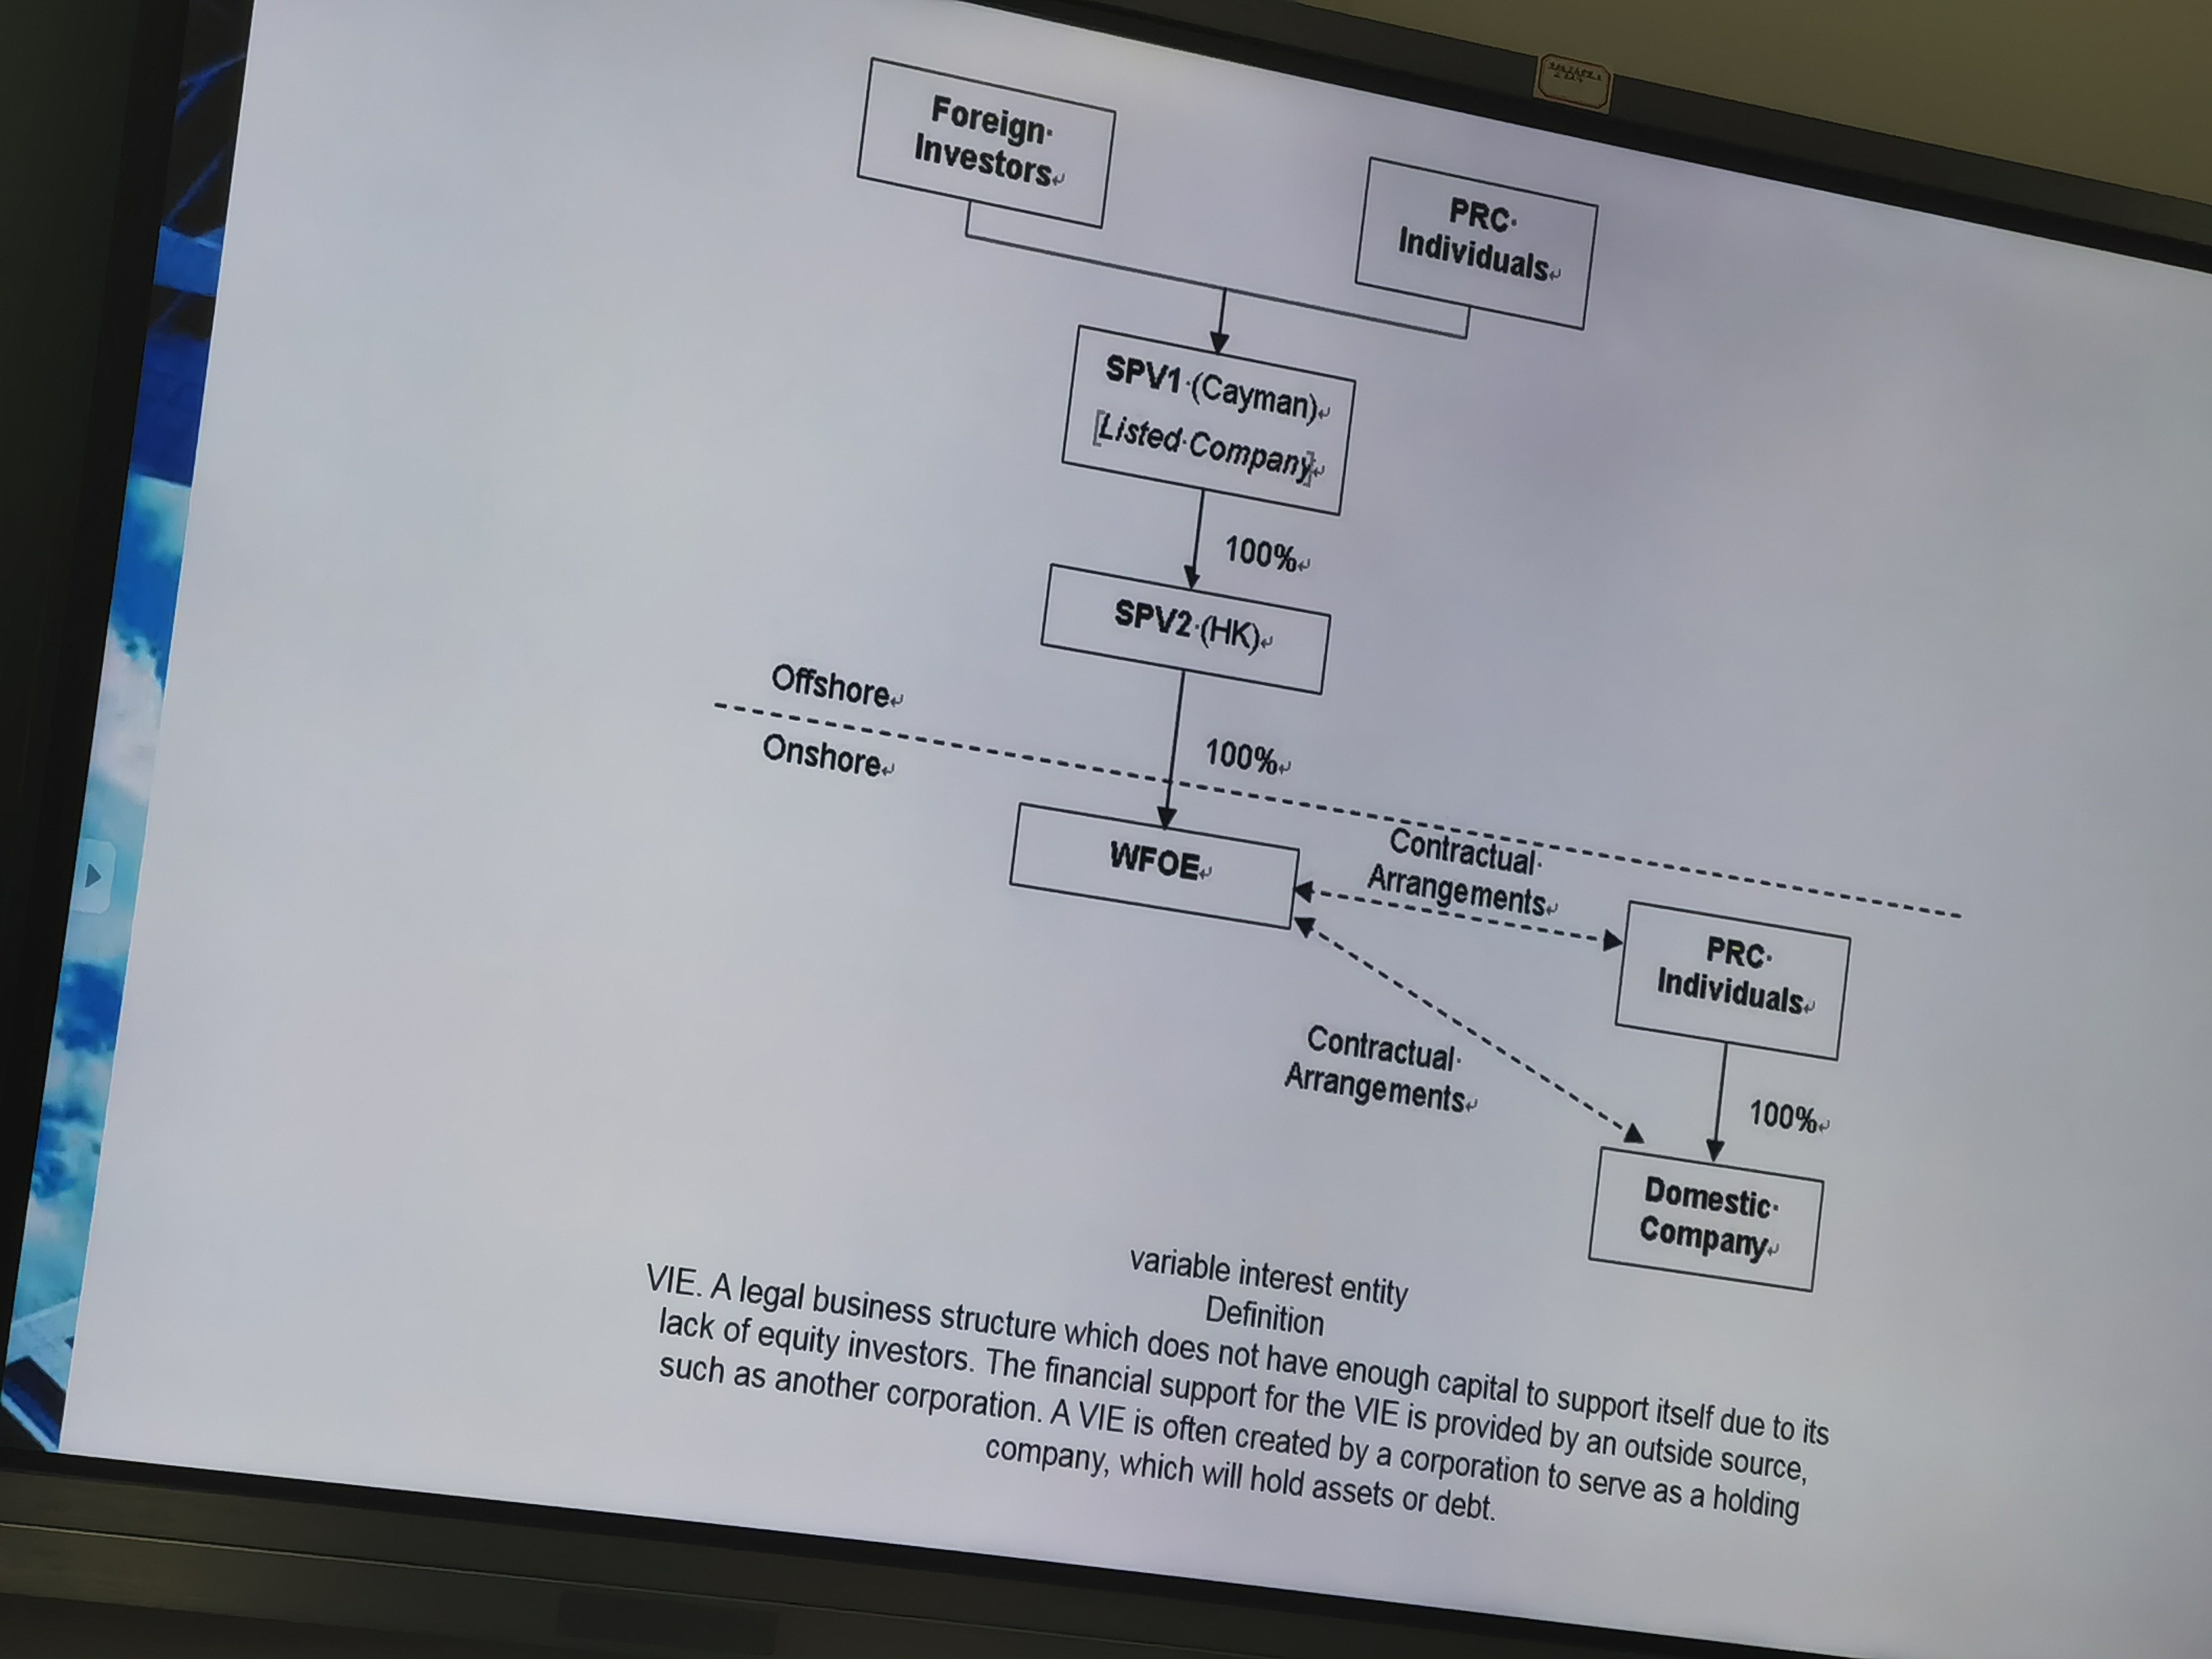 Foreign
Investors
PRC
Individuals
SPV1 (Cayman)
[Listed Company]
100%
SPV2 (HK)
Offshore
100%
Onshore
WFOE
Contractual
Arrangements
PRC
Individuals
Contractual
Arrangements
100%
Domestic
Company
variable interest entity
Definition
VIE. A legal business structure which does not have enough capital to support itself due to its
lack of equity investors. The financial support for the VIE is provided by an outside source,
such as another corporation. A VIE is often created by a corporation to serve as a holding
company, which will hold assets or debt.